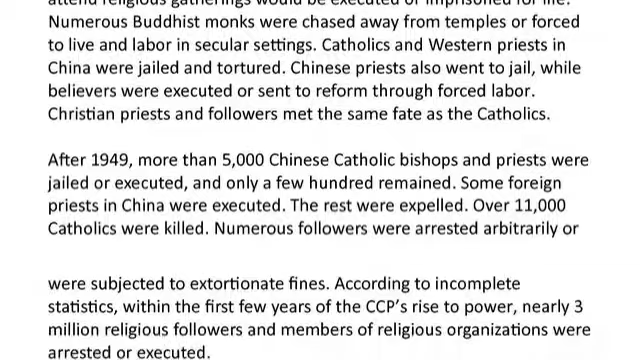 attend religious gatherings would be executed or imprisoned for life.
Numerous Buddhist monks were chased away from temples or forced
to live and labor in secular settings. Catholics and Western priests in
China were jailed and tortured. Chinese priests also went to jail, while
believers were executed or sent to reform through forced labor.
Christian priests and followers met the same fate as the Catholics.
After 1949, more than 5,000 Chinese Catholic bishops and priests were
jailed or executed, and only a few hundred remained. Some foreign
priests in China were executed. The rest were expelled. Over 11,000
Catholics were killed. Numerous followers were arrested arbitrarily or
were subjected to extortionate fines. According to incomplete
statistics, within the first few years of the CCP’s rise to power, nearly 3
million religious followers and members of religious organizations were
arrested or executed.